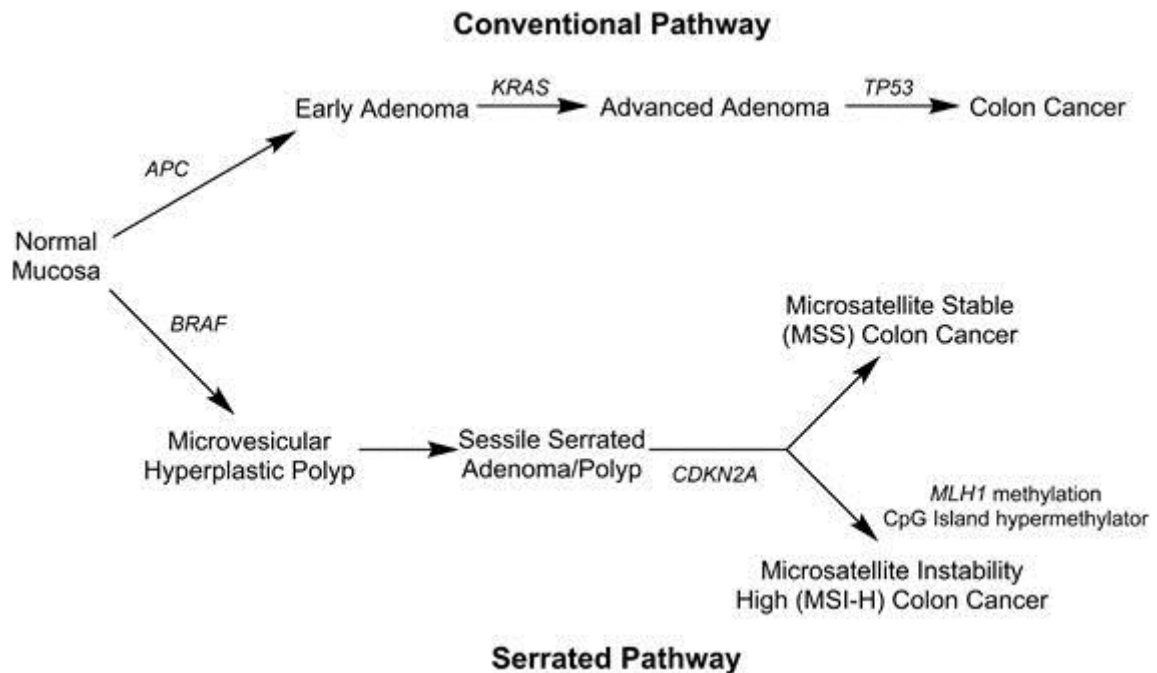 Conventional Pathway
Early Adenoma
KRAS
Advanced Adenoma
TP53
Colon Cancer
APC
Normal
Mucosa
BRAF
Microvesicular
Hyperplastic Polyp
Sessile Serrated
Adenoma/Polyp
CDKN2A
Microsatellite Stable
(MSS) Colon Cancer
MLH1 methylation
CpG Island hypermethylator
Microsatellite Instability
High (MSI-H) Colon Cancer
Serrated Pathway